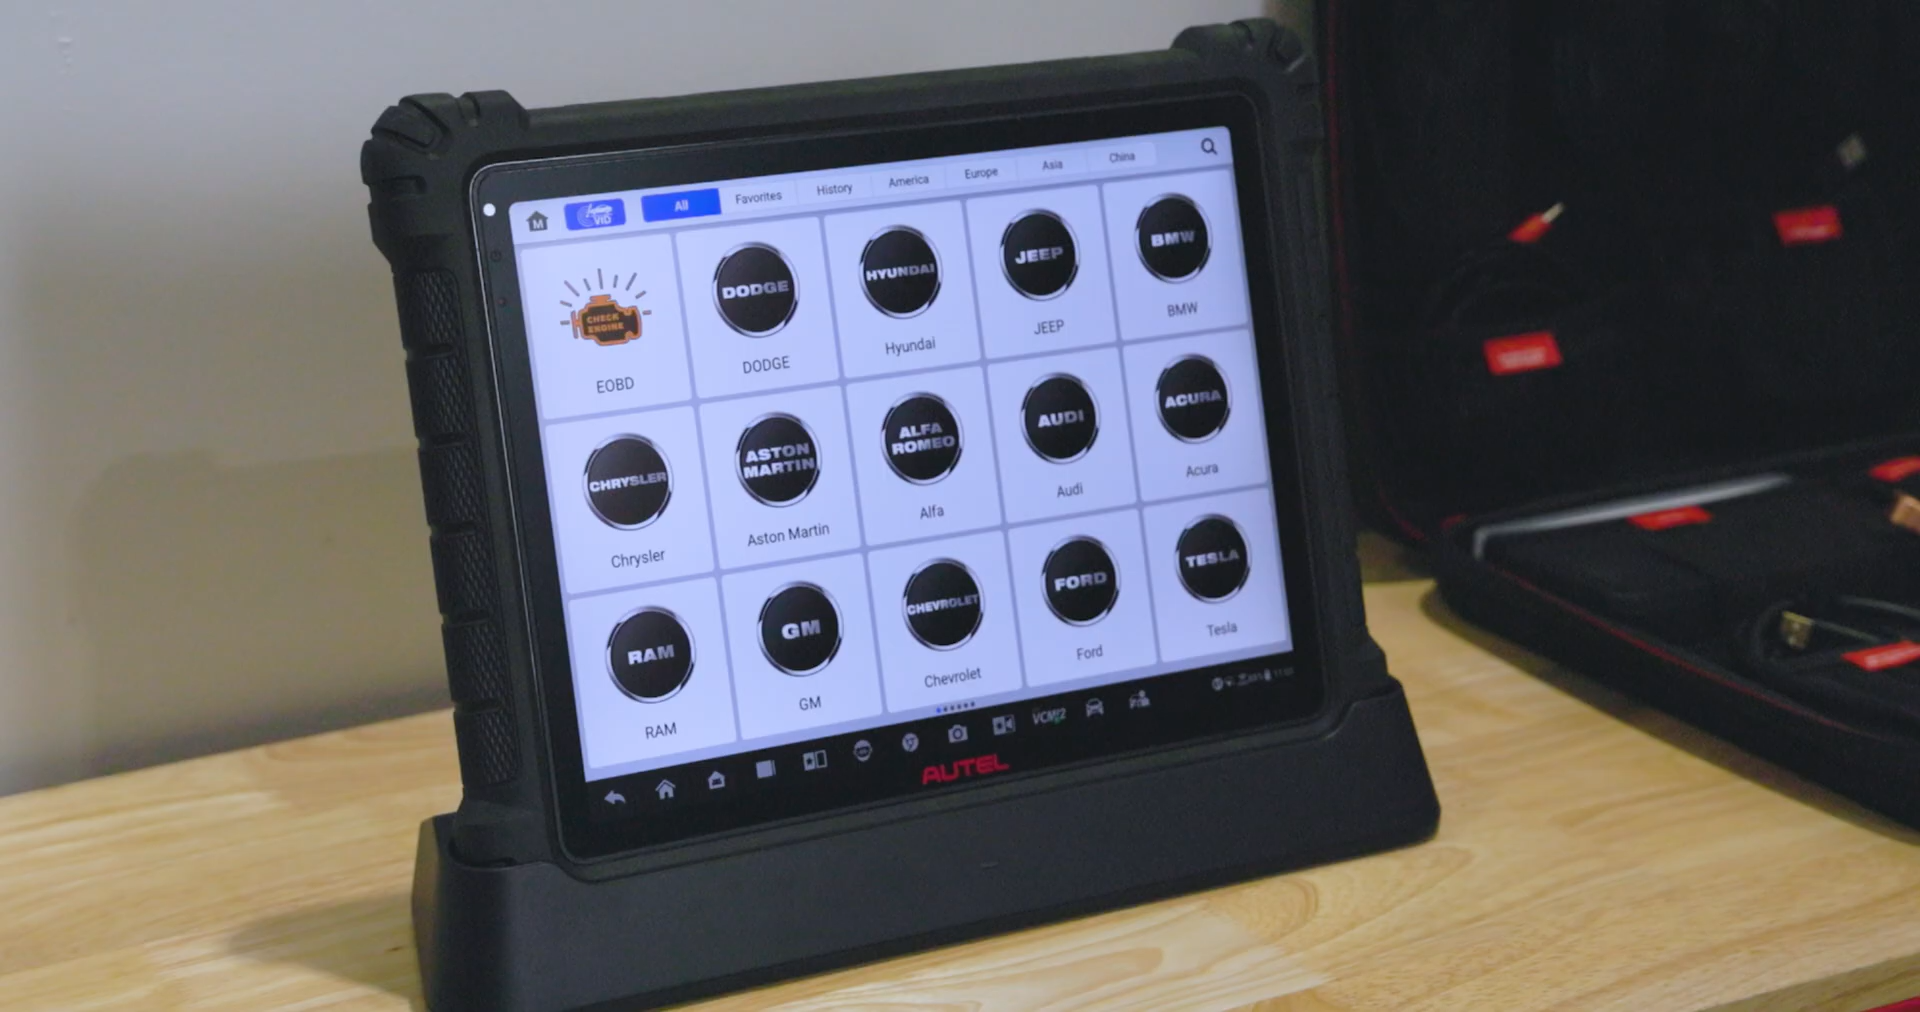 All
Favorites
History
America
Europe
Asia
China
M
VID
CHECK
ENGINE
EOBD
DODGE
DODGE
HYUNDAI
Hyundai
JEEP
JEEP
BMW
BMW
CHRYSLER
Chrysler
ASTON
MARTIN
Aston Martin
ALFA
ROMEO
Alfa
AUDI
Audi
ACURA
Acura
RAM
RAM
GM
GM
CHEVROLET
Chevrolet
FORD
Ford
TESLA
Tesla
VCMI2
AUTEL